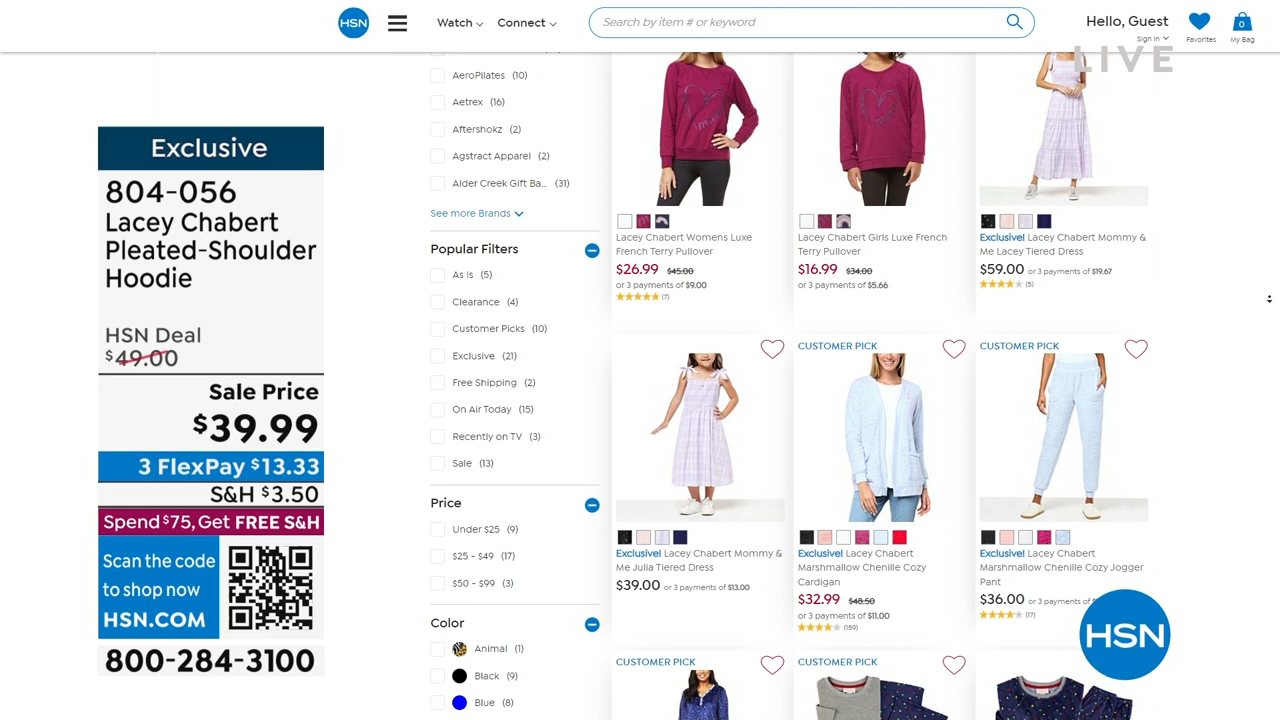 HSN
Watch
Connect
Search by item # or keyword
Hello, Guest
Sign In
Favorites
0
My Bag
LIVE
Exclusive
804-056
Lacey Chabert
Pleated-Shoulder
Hoodie
HSN Deal
$49.00
Sale Price
$39.99
3 FlexPay $13.33
S&H $3.50
Spend $75, Get FREE S&H
Scan the code
to shop now
HSN.COM
800-284-3100
AeroPilates (10)
Aetrex (16)
Aftershokz (2)
Agstract Apparel (2)
Alder Creek Gift Ba... (31)
See more Brands
Popular Filters
As Is (5)
Clearance (4)
Customer Picks (10)
Exclusive (21)
Free Shipping (2)
On Air Today (15)
Recently on TV (3)
Sale (13)
Price
Under $25 (9)
$25 - $49 (17)
$50 - $99 (3)
Color
Animal (1)
Black (9)
Blue (8)
Lacey Chabert Womens Luxe
French Terry Pullover
$26.99 $45.00
or 3 payments of $9.00
(7)
Lacey Chabert Girls Luxe French
Terry Pullover
$16.99 $34.00
or 3 payments of $5.66
Exclusive! Lacey Chabert Mommy &
Me Lacey Tiered Dress
$59.00 or 3 payments of $19.67
(5)
Exclusive! Lacey Chabert Mommy &
Me Julia Tiered Dress
$39.00 or 3 payments of $13.00
CUSTOMER PICK
Exclusive! Lacey Chabert
Marshmallow Chenille Cozy
Cardigan
$32.99 $48.50
or 3 payments of $11.00
(159)
CUSTOMER PICK
Exclusive! Lacey Chabert
Marshmallow Chenille Cozy Jogger
Pant
$36.00 or 3 payments of
(17)
HSN
CUSTOMER PICK
CUSTOMER PICK